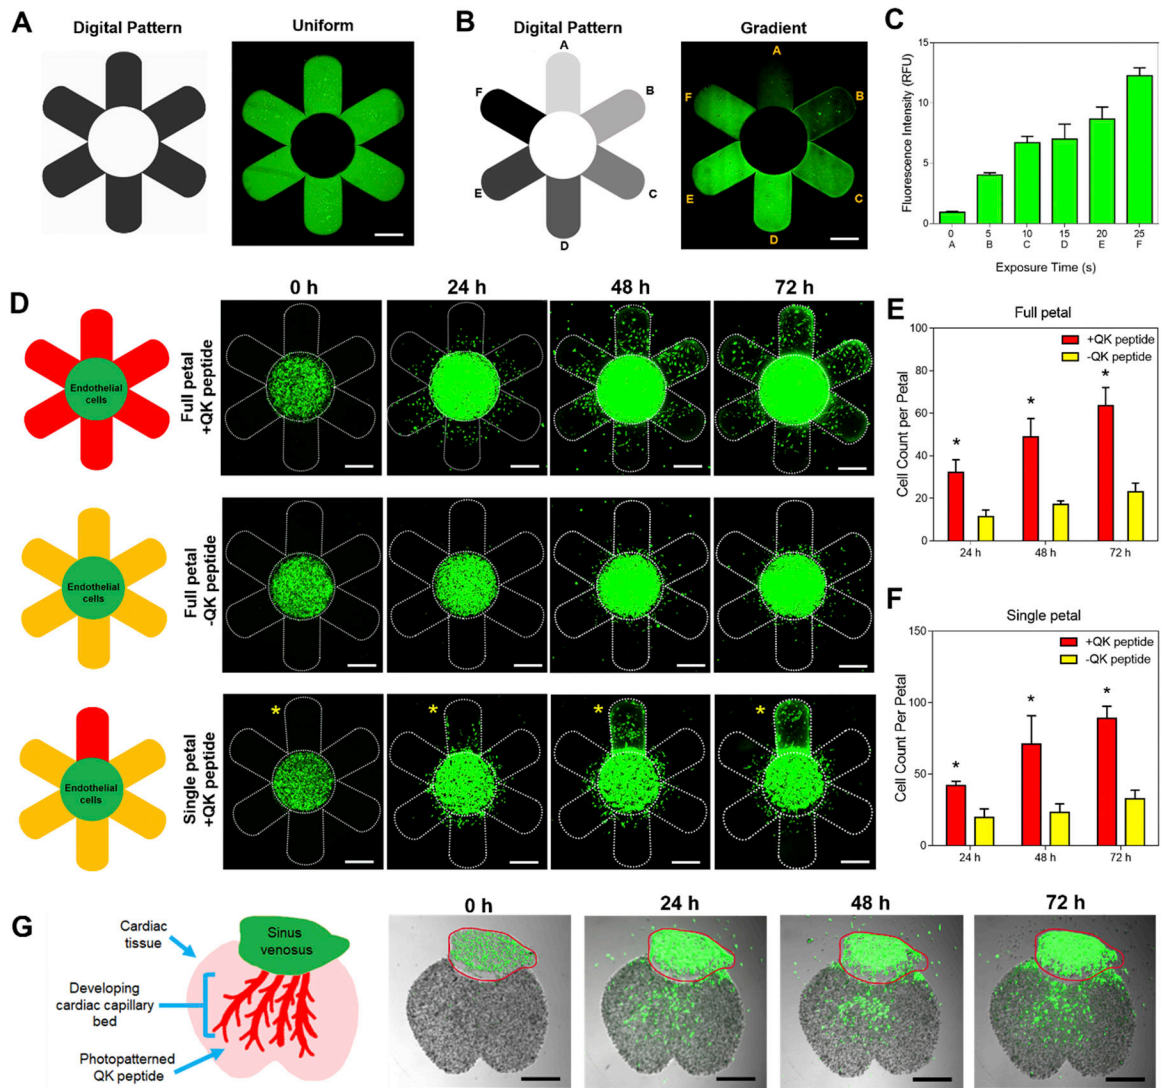 A
Digital Pattern
Uniform
B
Digital Pattern
Gradient
A
B
C
D
E
F
A
B
C
D
E
F
C
Fluorescence Intensity (RFU)
15
10
5
0
0 5 10 15 20 25
A B C D E F
Exposure Time (s)
D
0 h
24 h
48 h
72 h
Endothelial
cells
Full petal
+QK peptide
Endothelial
cells
Full petal
-QK peptide
Endothelial
cells
Single petal
+QK peptide
*
*
*
*
E
Full petal
+QK peptide
-QK peptide
Cell Count per Petal
100
80
60
40
20
0
*
*
*
24 h
48 h
72 h
F
Single petal
+QK peptide
-QK peptide
Cell Count Per Petal
150
100
50
0
*
*
*
24 h
48 h
72 h
G
Cardiac
tissue
Sinus
venosus
Developing
cardiac capillary
bed
Photopatterned
QK peptide
0 h
24 h
48 h
72 h